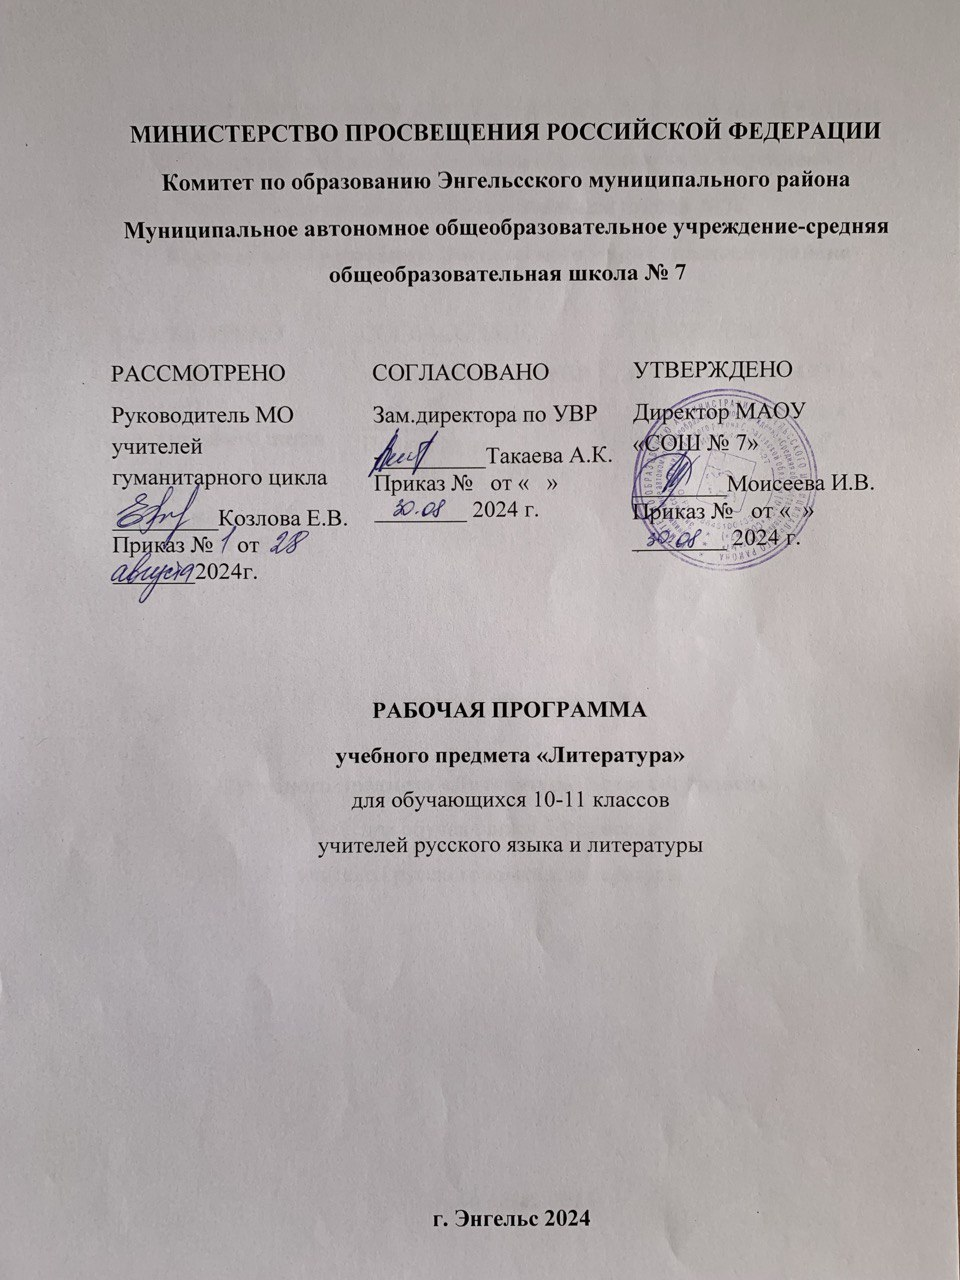 МИНИСТЕРСТВО ПРОСВЕЩЕНИЯ РОССИЙСКОЙ ФЕДЕРАЦИИ
Комитет по образованию Энгельсского муниципального района
Муниципальное автономное общеобразовательное учреждение-средняя
общеобразовательная школа № 7
РАССМОТРЕНО
Руководитель МО
учителей
гуманитарного цикла
__________Козлова Е.В.
Приказ № 1 от 28
августа 2024г.
СОГЛАСОВАНО
Зам.директора по УВР
__________Такаева А.К.
Приказ № от « »
30.08 2024 г.
УТВЕРЖДЕНО
Директор МАОУ
«СОШ № 7»
________Моисеева И.В.
Приказ № от « »
30.08 2024 г.
РАБОЧАЯ ПРОГРАММА
учебного предмета «Литература»
для обучающихся 10-11 классов
учителей русского языка и литературы
г. Энгельс 2024